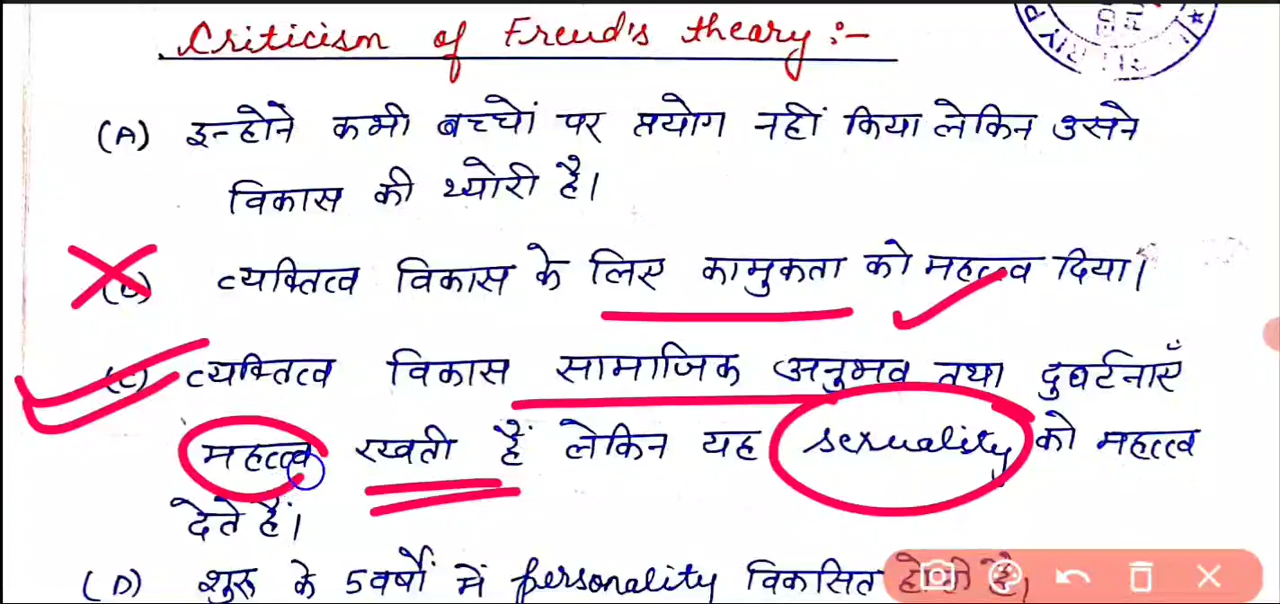 Criticism of Freud's theary :-
(A) इन्होने कभी बच्चों पर प्रयोग नहीं किया लेकिन उसने
विकास की थ्योरी है।
व्यक्तित्व विकास के लिए कामुकता को महत्व दिया।
(C) व्यक्तित्व विकास सामाजिक अनुभव तथा दुर्घटनाएँ
महत्त्व रखती हैं लेकिन यह sexuality को महत्त्व
देते हैं।
(D) शुरू के 5 वर्षों में personality विकसित होती है।